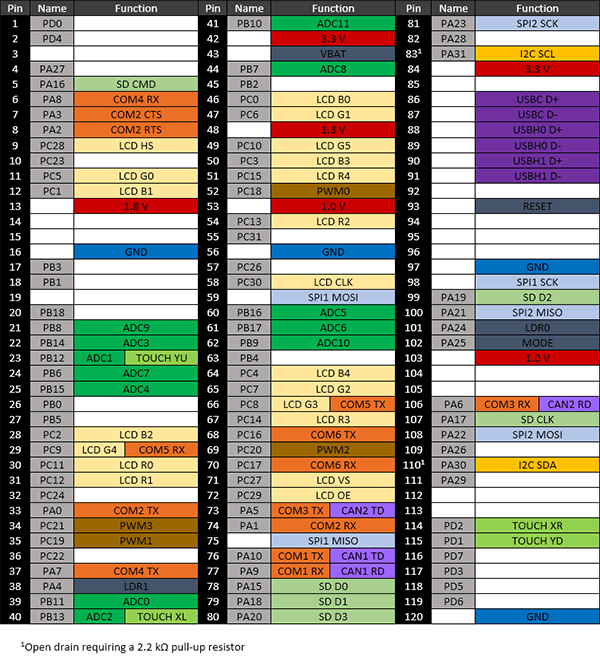 Pin Name Function
1 PD0
2 PD4
3
4 PA27
5 PA16 SD CMD
6 PA8 COM4 RX
7 PA3 COM2 CTS
8 PA2 COM2 RTS
9 PC28 LCD HS
10 PC23
11 PC5 LCD G0
12 PC1 LCD B1
13 1.8 V
14
15
16 GND
17 PB3
18 PB1
19
20 PB18
21 PB8 ADC9
22 PB14 ADC3
23 PB12 ADC1 TOUCH YU
24 PB6 ADC7
25 PB15 ADC4
26 PB0
27 PB5
28 PC2 LCD B2
29 PC9 LCD G4 COM5 RX
30 PC11 LCD R0
31 PC12 LCD R1
32 PC24
33 PA0 COM2 TX
34 PC21 PWM3
35 PC19 PWM1
36 PC22
37 PA7 COM4 TX
38 PA4 LDR1
39 PB11 ADC0
40 PB13 ADC2 TOUCH XL
Pin Name Function
41 PB10 ADC11
42 3.3 V
43 VBAT
44 PB7 ADC8
45 PB2
46 PC0 LCD B0
47 PC6 LCD G1
48 1.8 V
49 PC10 LCD G5
50 PC3 LCD B3
51 PC15 LCD R4
52 PC18 PWM0
53 1.0 V
54 PC13 LCD R2
55 PC31
56 GND
57 PC26
58 PC30 LCD CLK
59 SPI1 MOSI
60 PB16 ADC5
61 PB17 ADC6
62 PB9 ADC10
63 PB4
64 PC4 LCD B4
65 PC7 LCD G2
66 PC8 LCD G3 COM5 TX
67 PC14 LCD R3
68 PC16 COM6 TX
69 PC20 PWM2
70 PC17 COM6 RX
71 PC27 LCD VS
72 PC29 LCD OE
73 PA5 COM3 TX CAN2 TD
74 PA1 COM2 RX
75 SPI1 MISO
76 PA10 COM1 TX CAN1 TD
77 PA9 COM1 RX CAN1 RD
78 PA15 SD D0
79 PA18 SD D1
80 PA20 SD D3
Pin Name Function
81 PA23 SPI2 SCK
82 PA28
83¹ PA31 I2C SCL
84 3.3 V
85
86 USBC D+
87 USBC D-
88 USBH0 D+
89 USBH0 D-
90 USBH1 D+
91 USBH1 D-
92
93 RESET
94
95
96
97 GND
98 SPI1 SCK
99 PA19 SD D2
100 PA21 SPI2 MISO
101 PA24 LDR0
102 PA25 MODE
103 1.0 V
104
105
106 PA6 COM3 RX CAN2 RD
107 PA17 SD CLK
108 PA22 SPI2 MOSI
109 PA26
110¹ PA30 I2C SDA
111 PA29
112
113
114 PD2 TOUCH XR
115 PD1 TOUCH YD
116 PD7
117 PD3
118 PD5
119 PD6
120 GND
¹Open drain requiring a 2.2 kΩ pull-up resistor